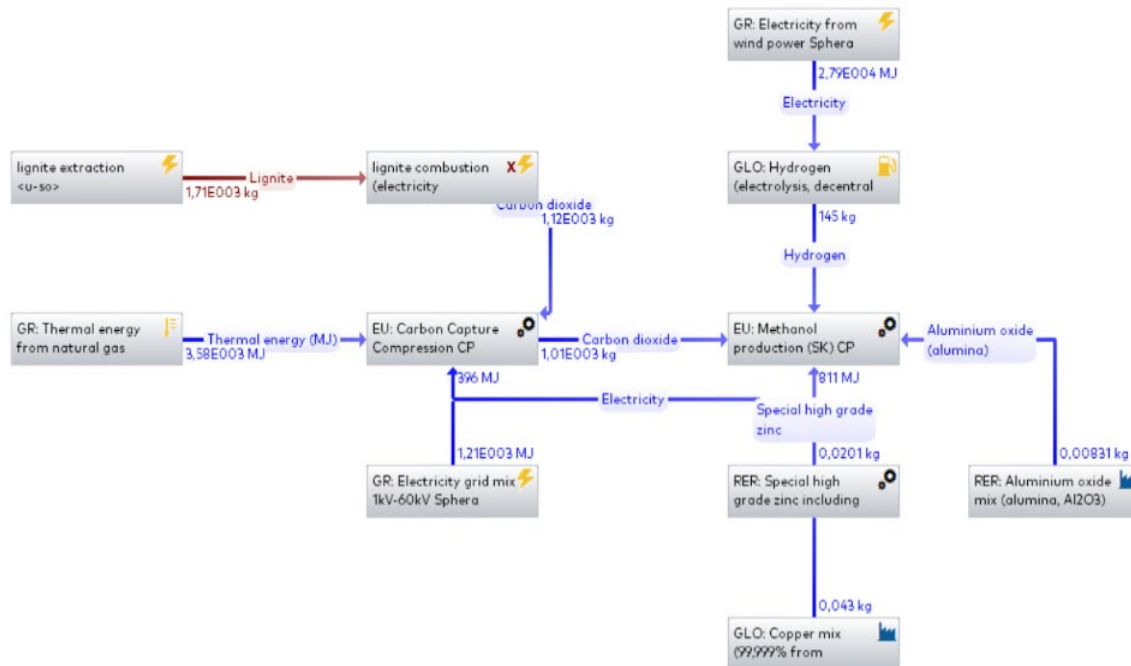 GR: Electricity from
wind power Sphera
2,79E004 MJ
Electricity
lignite extraction
<u-so>
Lignite
1,71E003 kg
lignite combustion
(electricity
X
Carbon dioxide
1,12E003 kg
GLO: Hydrogen
(electrolysis, decentral
145 kg
Hydrogen
GR: Thermal energy
from natural gas
Thermal energy (MJ)
3,58E003 MJ
EU: Carbon Capture
Compression CP
Carbon dioxide
1,01E003 kg
EU: Methanol
production (SK) CP
Aluminium oxide
(alumina)
396 MJ
811 MJ
Electricity
Special high grade
zinc
1,21E003 MJ
0,0201 kg
0,00831 kg
GR: Electricity grid mix
1kV-60kV Sphera
RER: Special high
grade zinc including
RER: Aluminium oxide
mix (alumina, Al2O3)
0,043 kg
GLO: Copper mix
(99,999% from